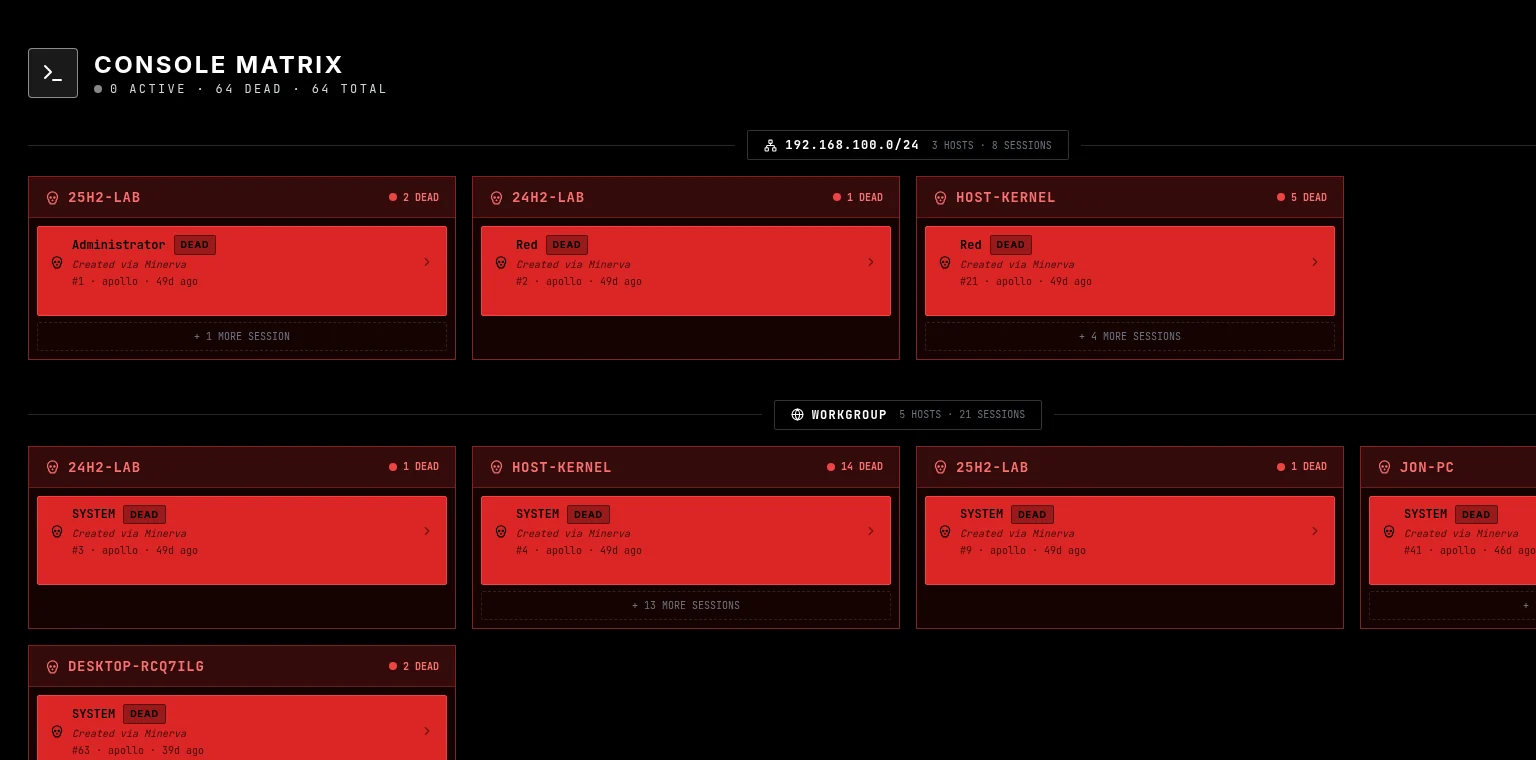 CONSOLE MATRIX
0 ACTIVE · 64 DEAD · 64 TOTAL
192.168.100.0/24 3 HOSTS · 8 SESSIONS
25H2-LAB 2 DEAD
Administrator DEAD
Created via Minerva
#1 · apollo · 49d ago
+ 1 MORE SESSION
24H2-LAB 1 DEAD
Red DEAD
Created via Minerva
#2 · apollo · 49d ago
HOST-KERNEL 5 DEAD
Red DEAD
Created via Minerva
#21 · apollo · 49d ago
+ 4 MORE SESSIONS
WORKGROUP 5 HOSTS · 21 SESSIONS
24H2-LAB 1 DEAD
SYSTEM DEAD
Created via Minerva
#3 · apollo · 49d ago
HOST-KERNEL 14 DEAD
SYSTEM DEAD
Created via Minerva
#4 · apollo · 49d ago
+ 13 MORE SESSIONS
25H2-LAB 1 DEAD
SYSTEM DEAD
Created via Minerva
#9 · apollo · 49d ago
JON-PC
SYSTEM DEAD
Created via Minerva
#41 · apollo · 46d ago
+
DESKTOP-RCQ7ILG 2 DEAD
SYSTEM DEAD
Created via Minerva
#63 · apollo · 39d ago